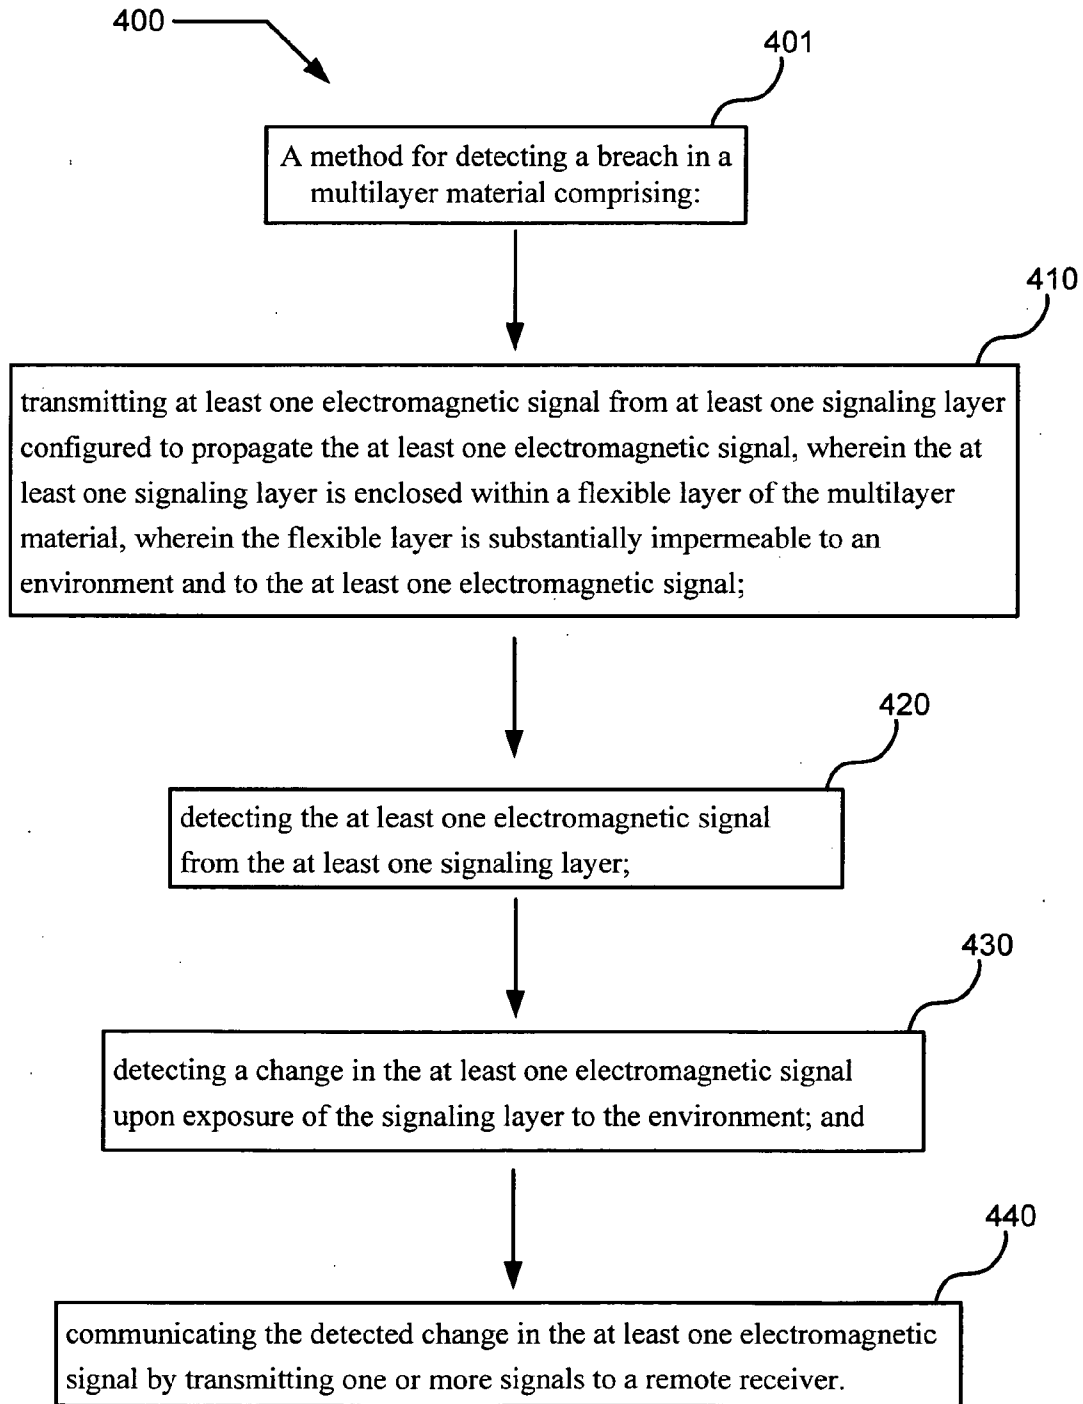 400
401
A method for detecting a breach in a
multilayer material comprising:
410
transmitting at least one electromagnetic signal from at least one signaling layer
configured to propagate the at least one electromagnetic signal, wherein the at
least one signaling layer is enclosed within a flexible layer of the multilayer
material, wherein the flexible layer is substantially impermeable to an
environment and to the at least one electromagnetic signal;
420
detecting the at least one electromagnetic signal
from the at least one signaling layer;
430
detecting a change in the at least one electromagnetic signal
upon exposure of the signaling layer to the environment; and
440
communicating the detected change in the at least one electromagnetic
signal by transmitting one or more signals to a remote receiver.